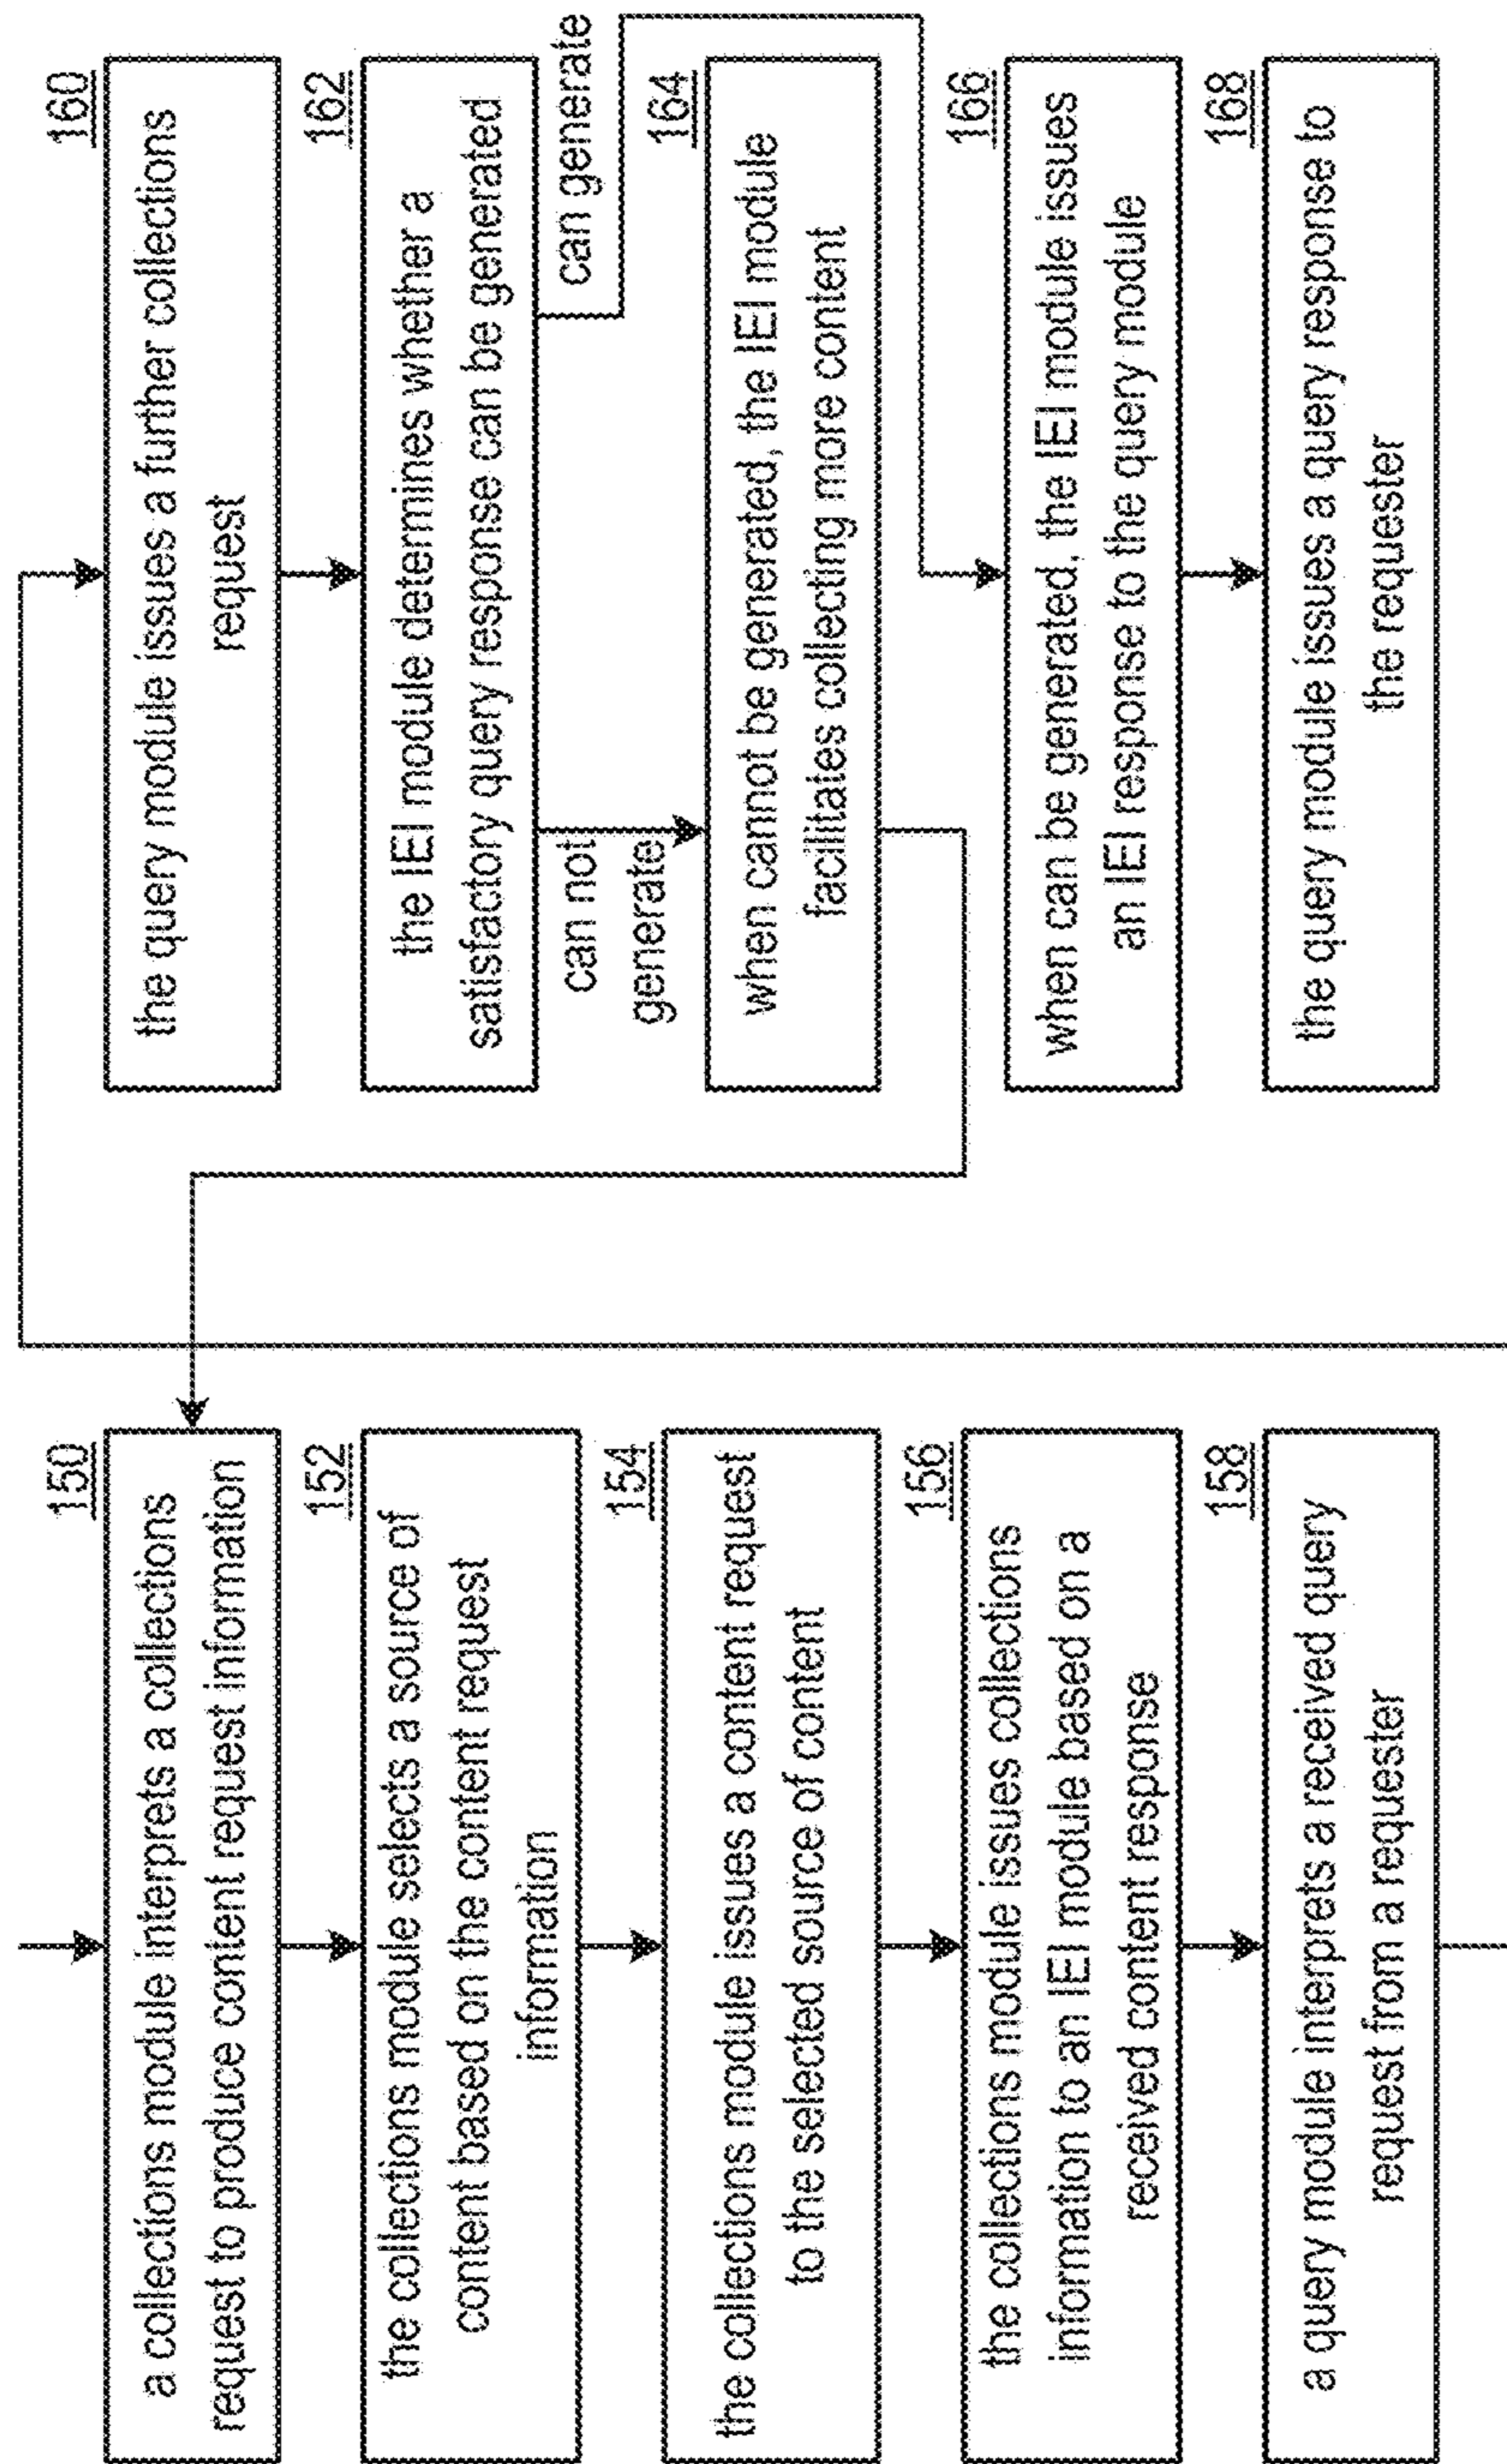 150
a collections module interprets a collections
request to produce content request information
152
the collections module selects a source of
content based on the content request
information
154
the collections module issues a content request
to the selected source of content
156
the collections module issues collections
information to an IEI module based on a
received content response
158
a query module interprets a received query
request from a requester
160
the query module issues a further collections
request
162
the IEI module determines whether a
satisfactory query response can be generated
can not
generate
can generate
164
when cannot be generated, the IEI module
facilitates collecting more content
166
when can be generated, the IEI module issues
an IEI response to the query module
168
the query module issues a query response to
the requester